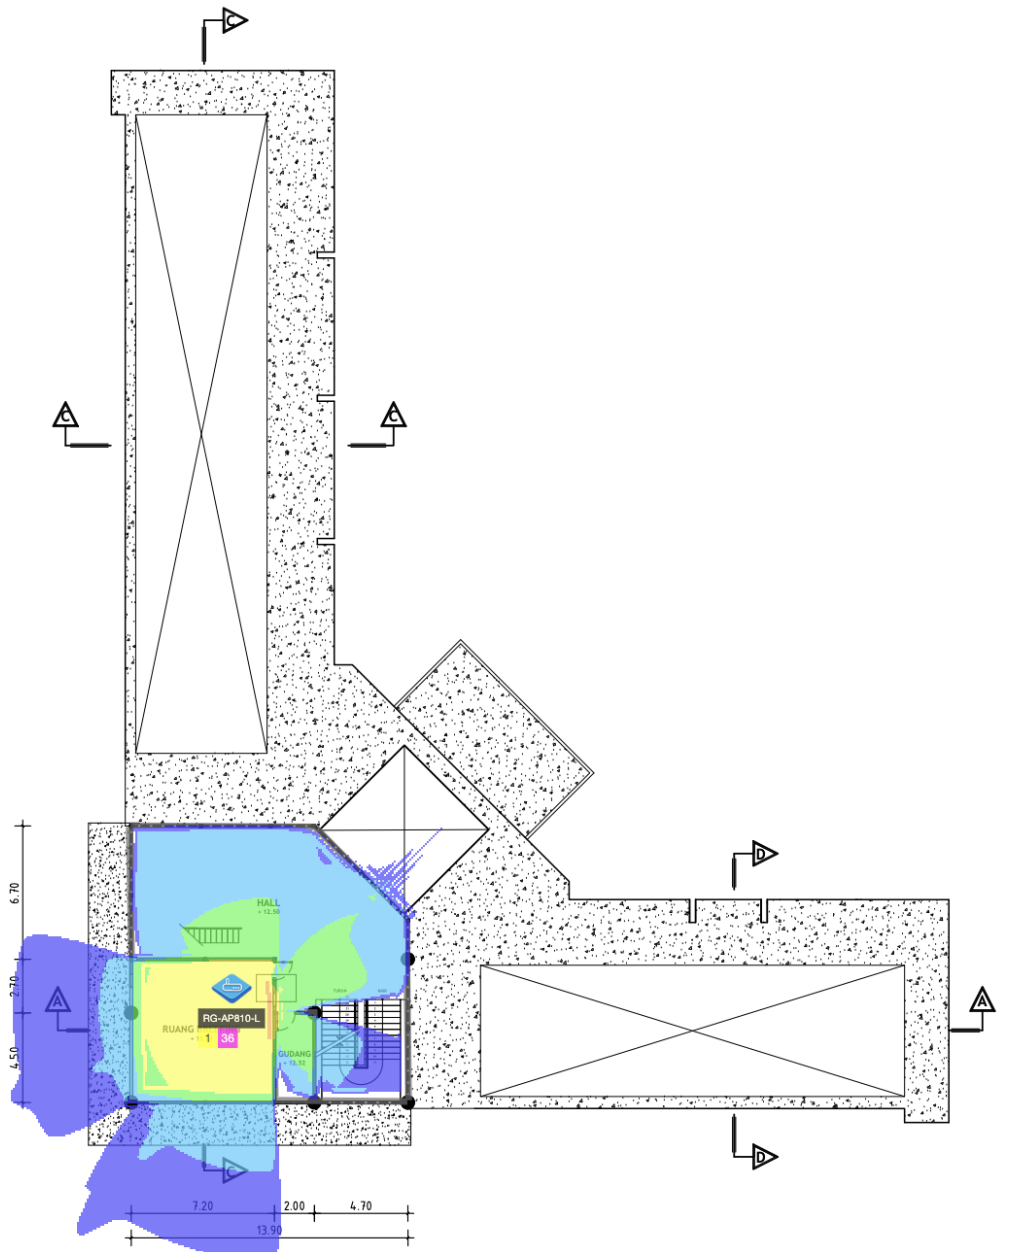 C
C
C
HALL
+ 12.50
6.70
2.70
4.50
A
RG-AP810-L
RUANG
1 36
GUDANG
+ 12.52
D
A
D
C
7.20
2.00
4.70
13.90